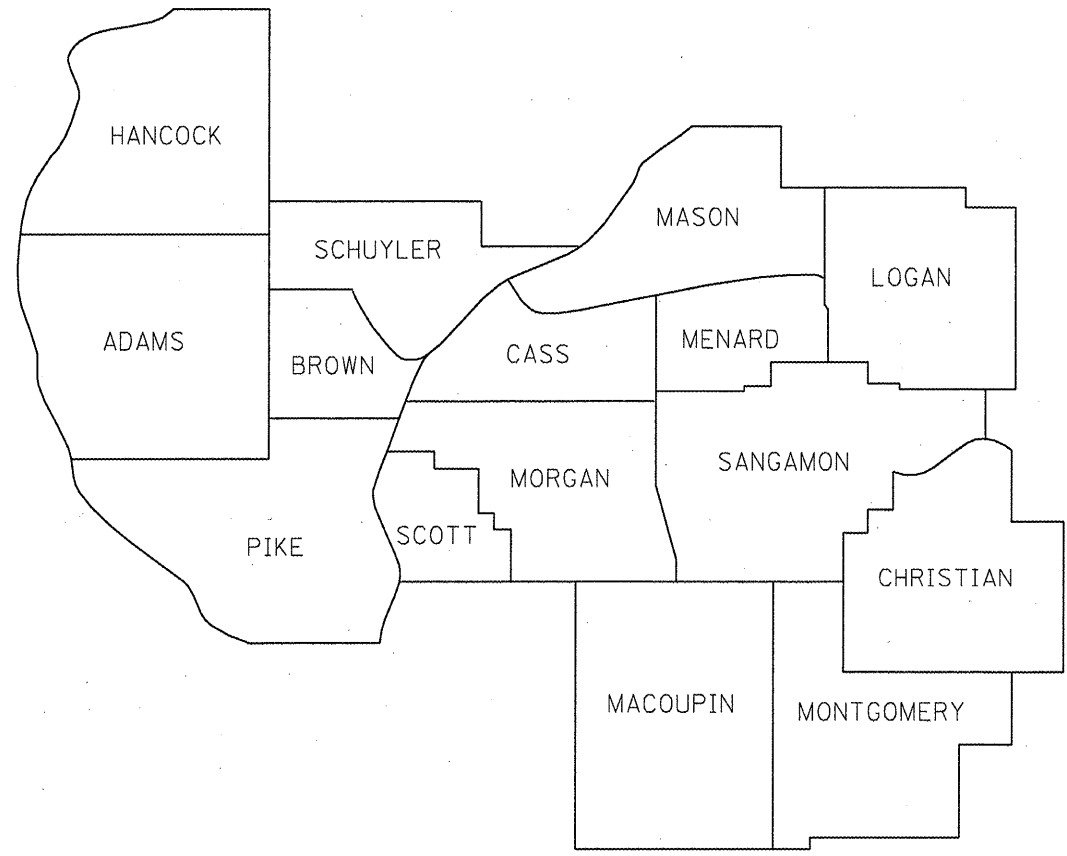 HANCOCK
MASON
SCHUYLER
LOGAN
ADAMS
MENARD
CASS
BROWN
SANGAMON
MORGAN
SCOTT
PIKE
CHRISTIAN
MACOUPIN
MONTGOMERY